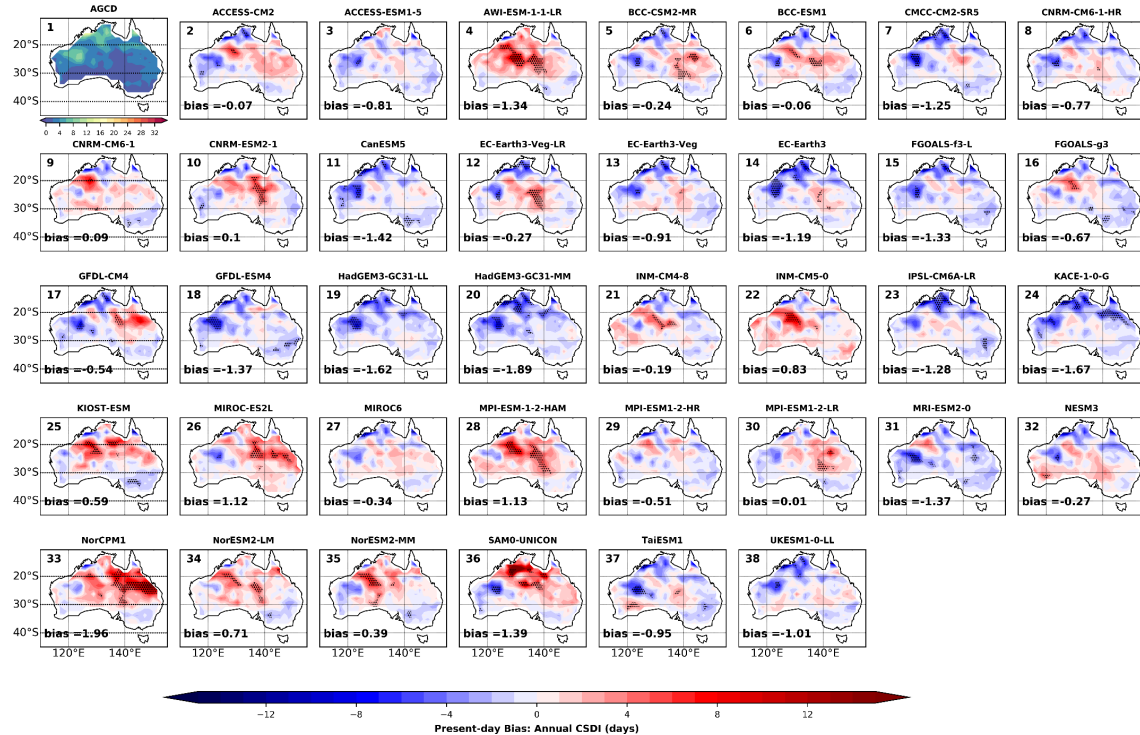 AGCD
ACCESS-CM2
ACCESS-ESM1-5
AWI-ESM-1-1-LR
BCC-CSM2-MR
BCC-ESM1
CMCC-CM2-SR5
CNRM-CM6-1-HR
1
2
3
4
5
6
7
8
20°S
30°S
40°S
bias =-0.07
bias =-0.81
bias =1.34
bias =-0.24
bias =-0.06
bias =-1.25
bias =-0.77
0 4 8 12 16 20 24 28 32
CNRM-CM6-1
CNRM-ESM2-1
CanESM5
EC-Earth3-Veg-LR
EC-Earth3-Veg
EC-Earth3
FGOALS-f3-L
FGOALS-g3
9
10
11
12
13
14
15
16
20°S
30°S
40°S
bias =0.09
bias =0.1
bias =-1.42
bias =-0.27
bias =-0.91
bias =-1.19
bias =-1.33
bias =-0.67
GFDL-CM4
GFDL-ESM4
HadGEM3-GC31-LL
HadGEM3-GC31-MM
INM-CM4-8
INM-CM5-0
IPSL-CM6A-LR
KACE-1-0-G
17
18
19
20
21
22
23
24
20°S
30°S
40°S
bias =-0.54
bias =-1.37
bias =-1.62
bias =-1.89
bias =-0.19
bias =0.83
bias =-1.28
bias =-1.67
KIOST-ESM
MIROC-ES2L
MIROC6
MPI-ESM-1-2-HAM
MPI-ESM1-2-HR
MPI-ESM1-2-LR
MRI-ESM2-0
NESM3
25
26
27
28
29
30
31
32
20°S
30°S
40°S
bias =0.59
bias =1.12
bias =-0.34
bias =1.13
bias =-0.51
bias =0.01
bias =-1.37
bias =-0.27
NorCPM1
NorESM2-LM
NorESM2-MM
SAM0-UNICON
TaiESM1
UKESM1-0-LL
33
34
35
36
37
38
20°S
30°S
40°S
bias =1.96
bias =0.71
bias =0.39
bias =1.39
bias =-0.95
bias =-1.01
120°E 140°E
120°E 140°E
120°E 140°E
120°E 140°E
120°E 140°E
120°E 140°E
−12 −8 −4 0 4 8 12
Present-day Bias: Annual CSDI (days)